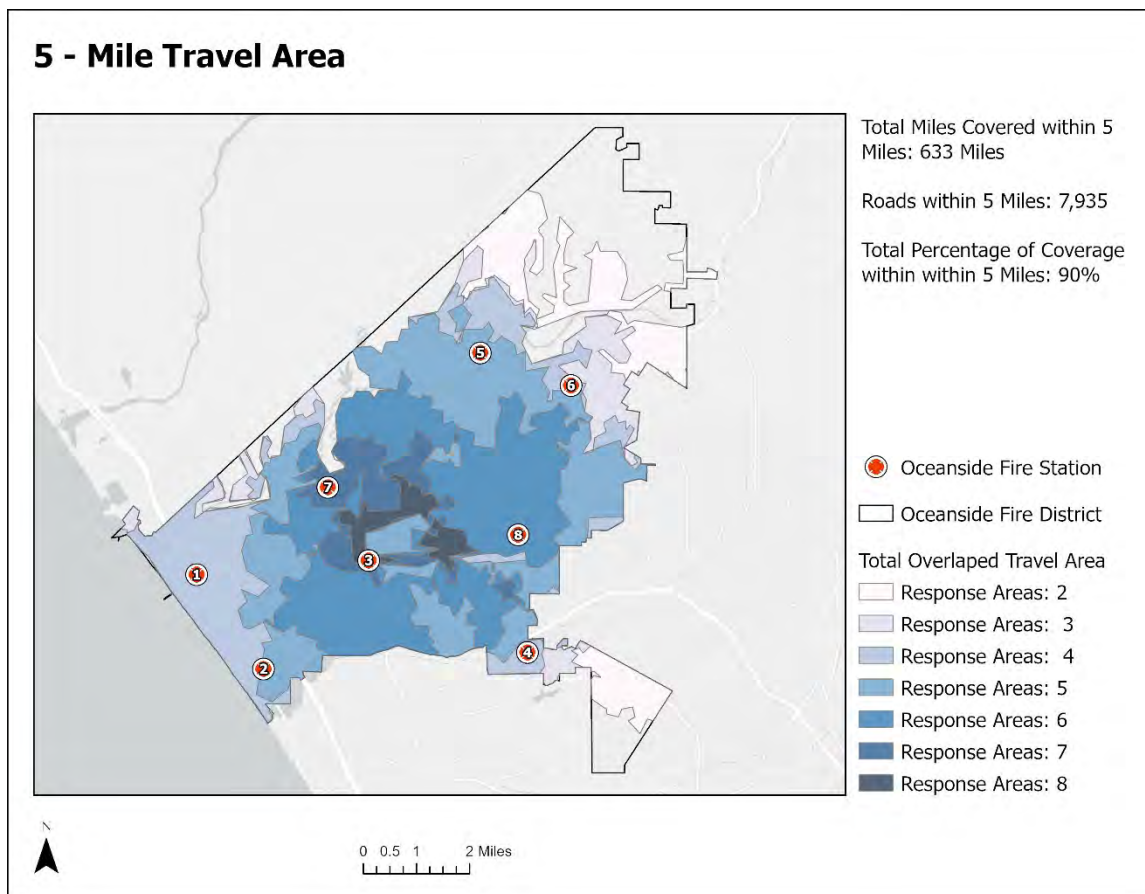 5 - Mile Travel Area
Total Miles Covered within 5
Miles: 633 Miles
Roads within 5 Miles: 7,935
Total Percentage of Coverage
within within 5 Miles: 90%
5
6
7
8
3
1
4
2
Oceanside Fire Station
Oceanside Fire District
Total Overlaped Travel Area
Response Areas: 2
Response Areas: 3
Response Areas: 4
Response Areas: 5
Response Areas: 6
Response Areas: 7
Response Areas: 8
N
0 0.5 1 2 Miles